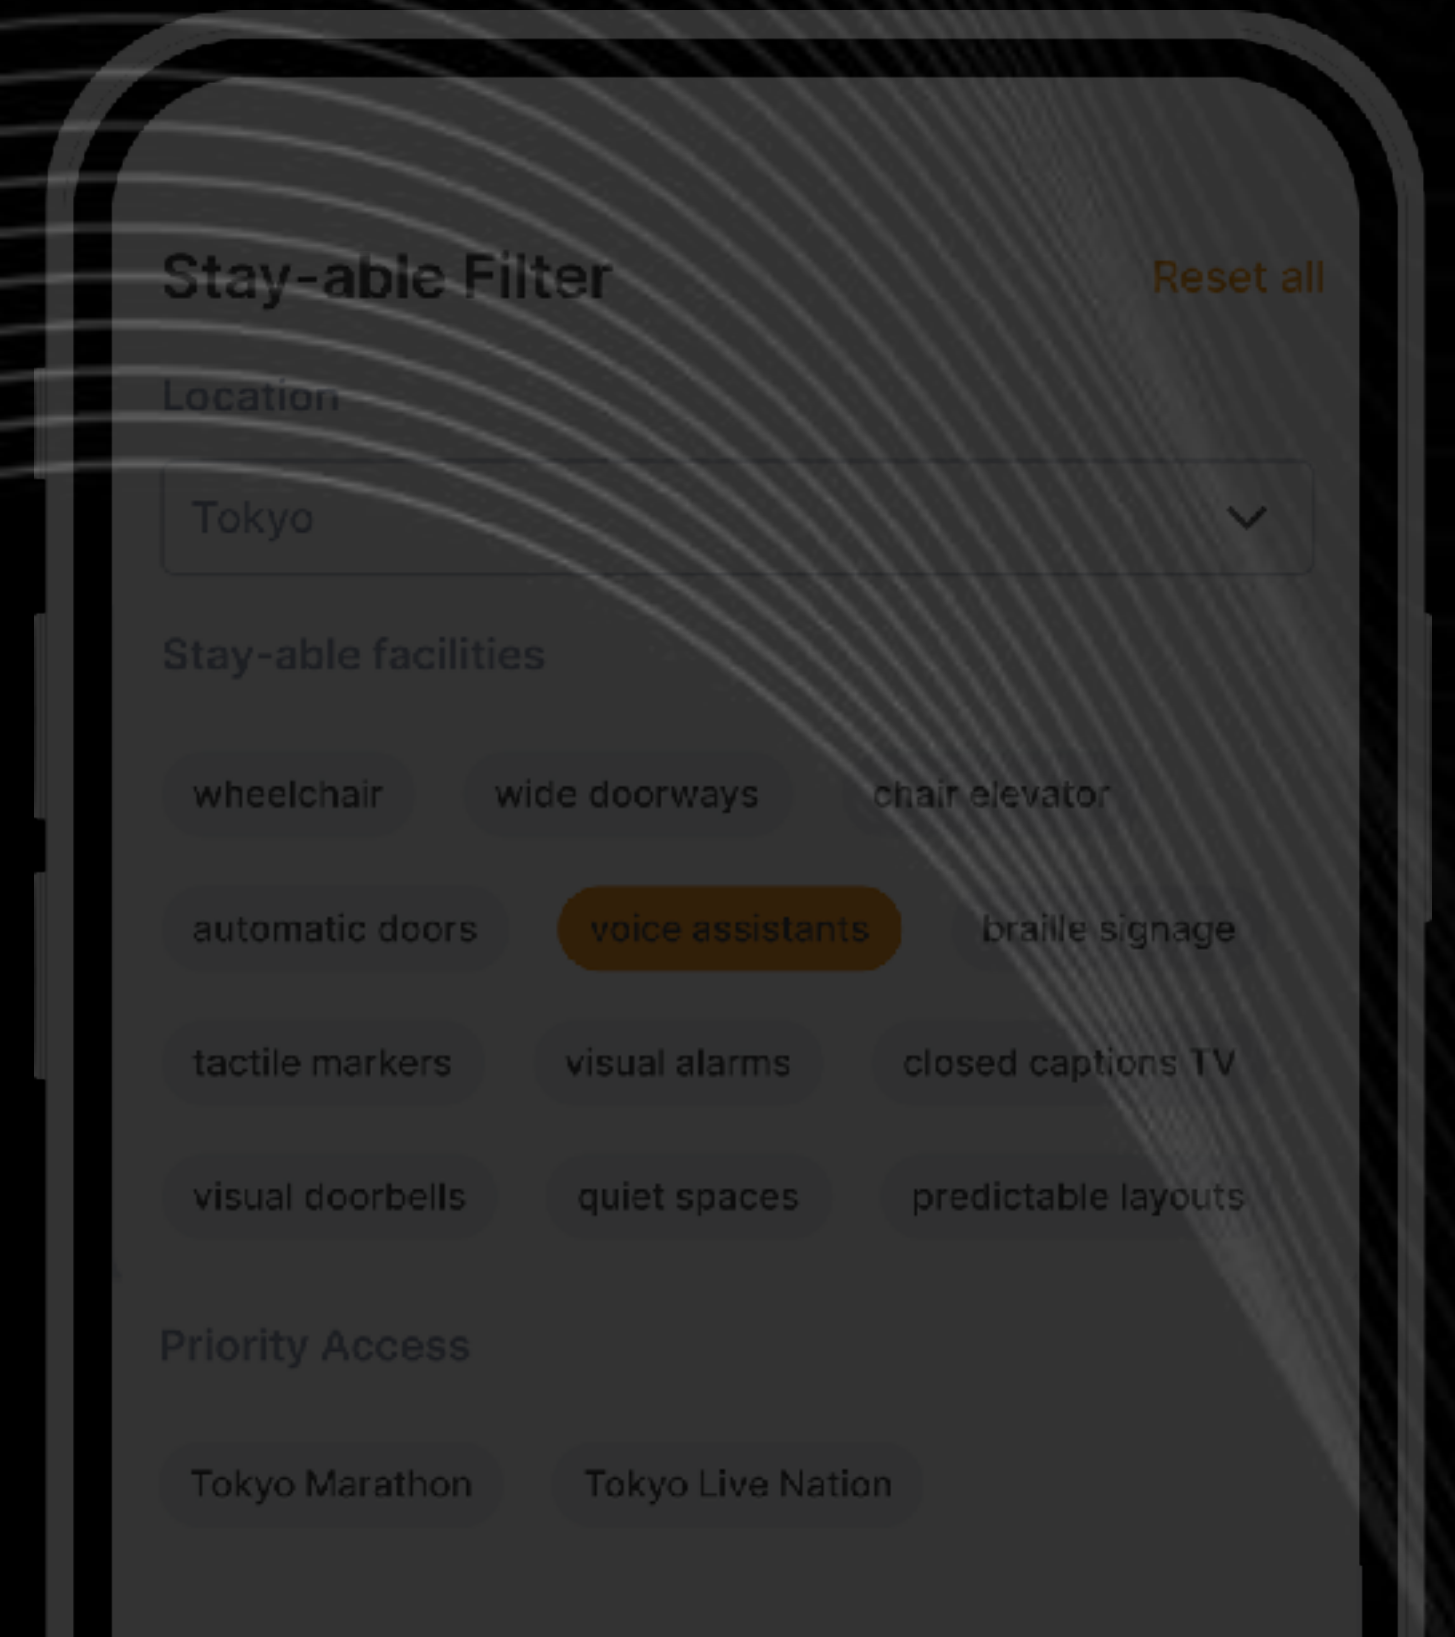 Stay-able Filter Reset all
Location
Tokyo
Stay-able facilities
wheelchair wide doorways chair elevator
automatic doors voice assistants braille signage
tactile markers visual alarms closed captions TV
visual doorbells quiet spaces predictable layouts
Priority Access
Tokyo Marathon Tokyo Live Nation